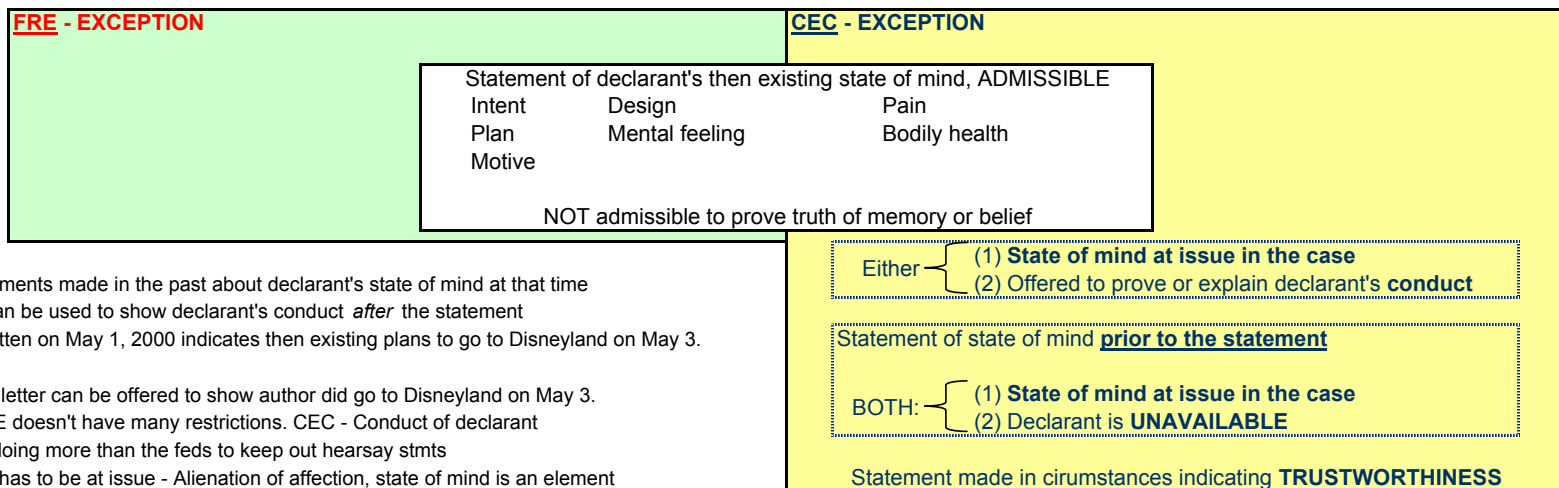 FRE - EXCEPTION
CEC - EXCEPTION
Statement of declarant's then existing state of mind, ADMISSIBLE
Intent Design Pain
Plan Mental feeling Bodily health
Motive
NOT admissible to prove truth of memory or belief
Either (1) State of mind at issue in the case
(2) Offered to prove or explain declarant's conduct
Statement of state of mind prior to the statement
BOTH: (1) State of mind at issue in the case
(2) Declarant is UNAVAILABLE
Statement made in cirumstances indicating TRUSTWORTHINESS
made in the past about declarant's state of mind at that time
be used to show declarant's conduct after the statement
on May 1, 2000 indicates then existing plans to go to Disneyland on May 3.
letter can be offered to show author did go to Disneyland on May 3.
doesn't have many restrictions. CEC - Conduct of declarant
more than the feds to keep out hearsay stmts
has to be at issue - Alienation of affection, state of mind is an element